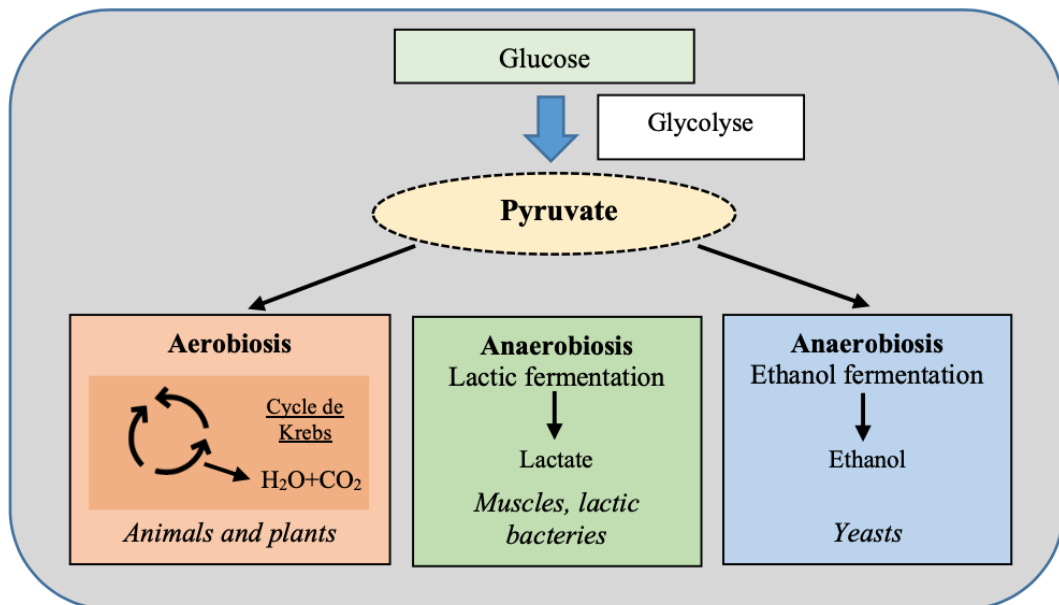 Glucose
Glycolyse
Pyruvate
Aerobiosis
Cycle de
Krebs
H₂O+CO₂
Animals and plants
Anaerobiosis
Lactic fermentation
Lactate
Muscles, lactic
bacteries
Anaerobiosis
Ethanol fermentation
Ethanol
Yeasts